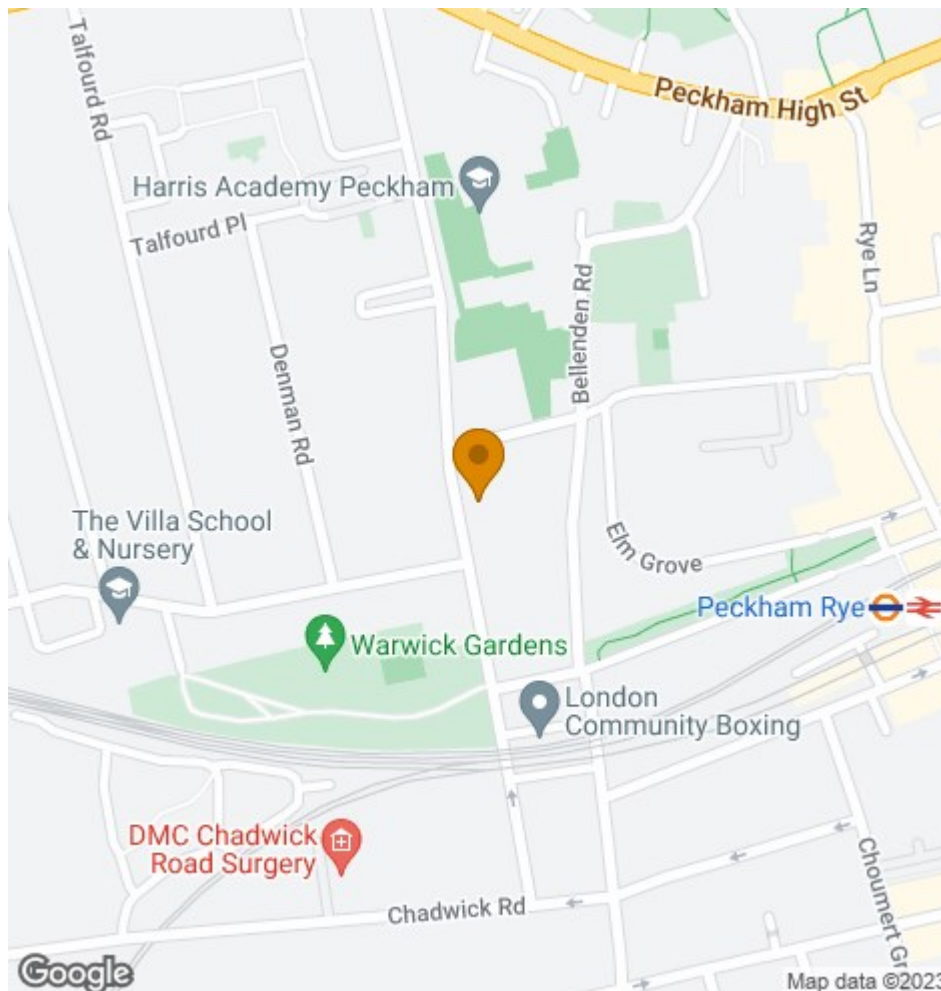 Talfourd Rd
Peckham High St
Harris Academy Peckham
Talfourd Pl
Rye Ln
Bellenden Rd
Denman Rd
The Villa School
& Nursery
Elm Grove
Peckham Rye
Warwick Gardens
London
Community Boxing
DMC Chadwick
Road Surgery
Choumert Gr
Chadwick Rd
Google
Map data ©2023